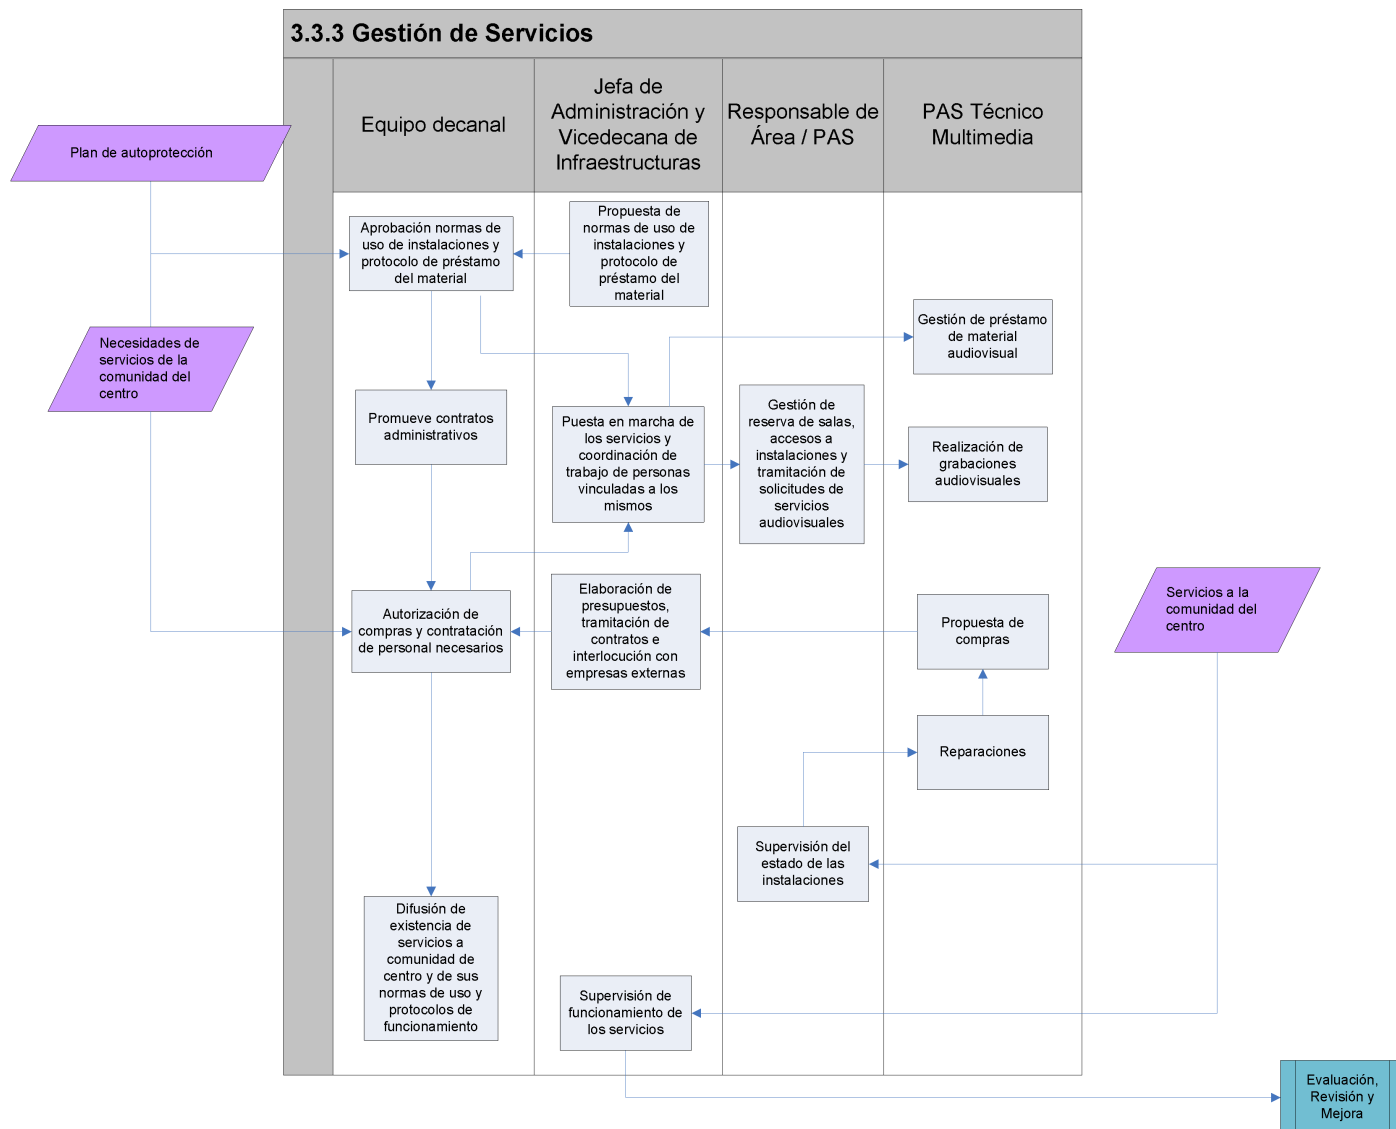 3.3.3 Gestión de Servicios
Equipo decanal
Jefa de
Administración y
Vicedecana de
Infraestructuras
Responsable de
Área / PAS
PAS Técnico
Multimedia
Plan de autoprotección
Aprobación normas de
uso de instalaciones y
protocolo de préstamo
del material
Propuesta de
normas de uso de
instalaciones y
protocolo de
préstamo del
material
Gestión de préstamo
de material
audiovisual
Necesidades de
servicios de la
comunidad del
centro
Promueve contratos
administrativos
Puesta en marcha de
los servicios y
coordinación de
trabajo de personas
vinculadas a los
mismos
Gestión de
reserva de salas,
accesos a
instalaciones y
tramitación de
solicitudes de
servicios
audiovisuales
Realización de
grabaciones
audiovisuales
Autorización de
compras y contratación
de personal necesarios
Elaboración de
presupuestos,
tramitación de
contratos e
interlocución con
empresas externas
Propuesta de
compras
Servicios a la
comunidad del
centro
Reparaciones
Supervisión del
estado de las
instalaciones
Difusión de
existencia de
servicios a
comunidad de
centro y de sus
normas de uso y
protocolos de
funcionamiento
Supervisión de
funcionamiento de
los servicios
Evaluación,
Revisión y
Mejora